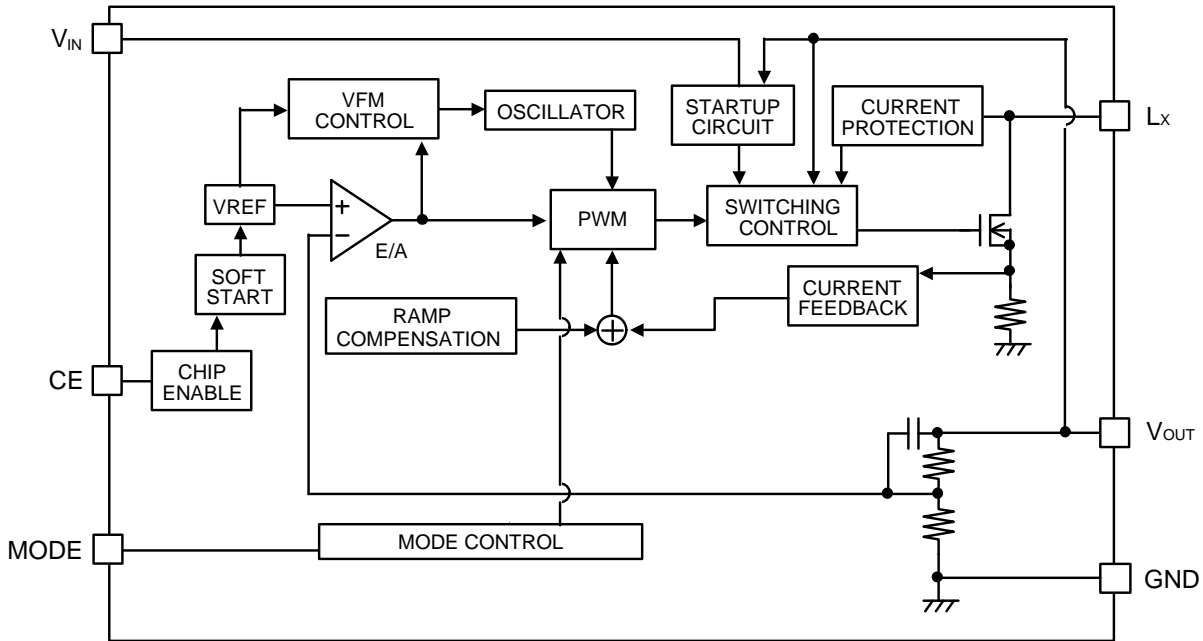 VIN
VFM
CONTROL
OSCILLATOR
STARTUP
CIRCUIT
CURRENT
PROTECTION
LX
VREF
+
−
E/A
PWM
SWITCHING
CONTROL
SOFT
START
RAMP
COMPENSATION
CURRENT
FEEDBACK
CE
CHIP
ENABLE
VOUT
MODE
MODE CONTROL
GND